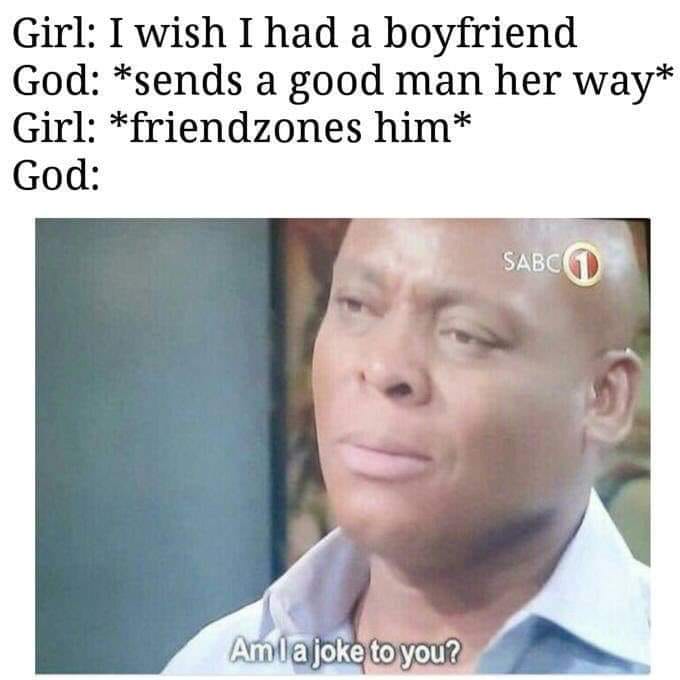 Girl: I wish I had a boyfriend
God: *sends a good man her way*
Girl: *friendzones him*
God:
SABC 1
Am I a joke to you?